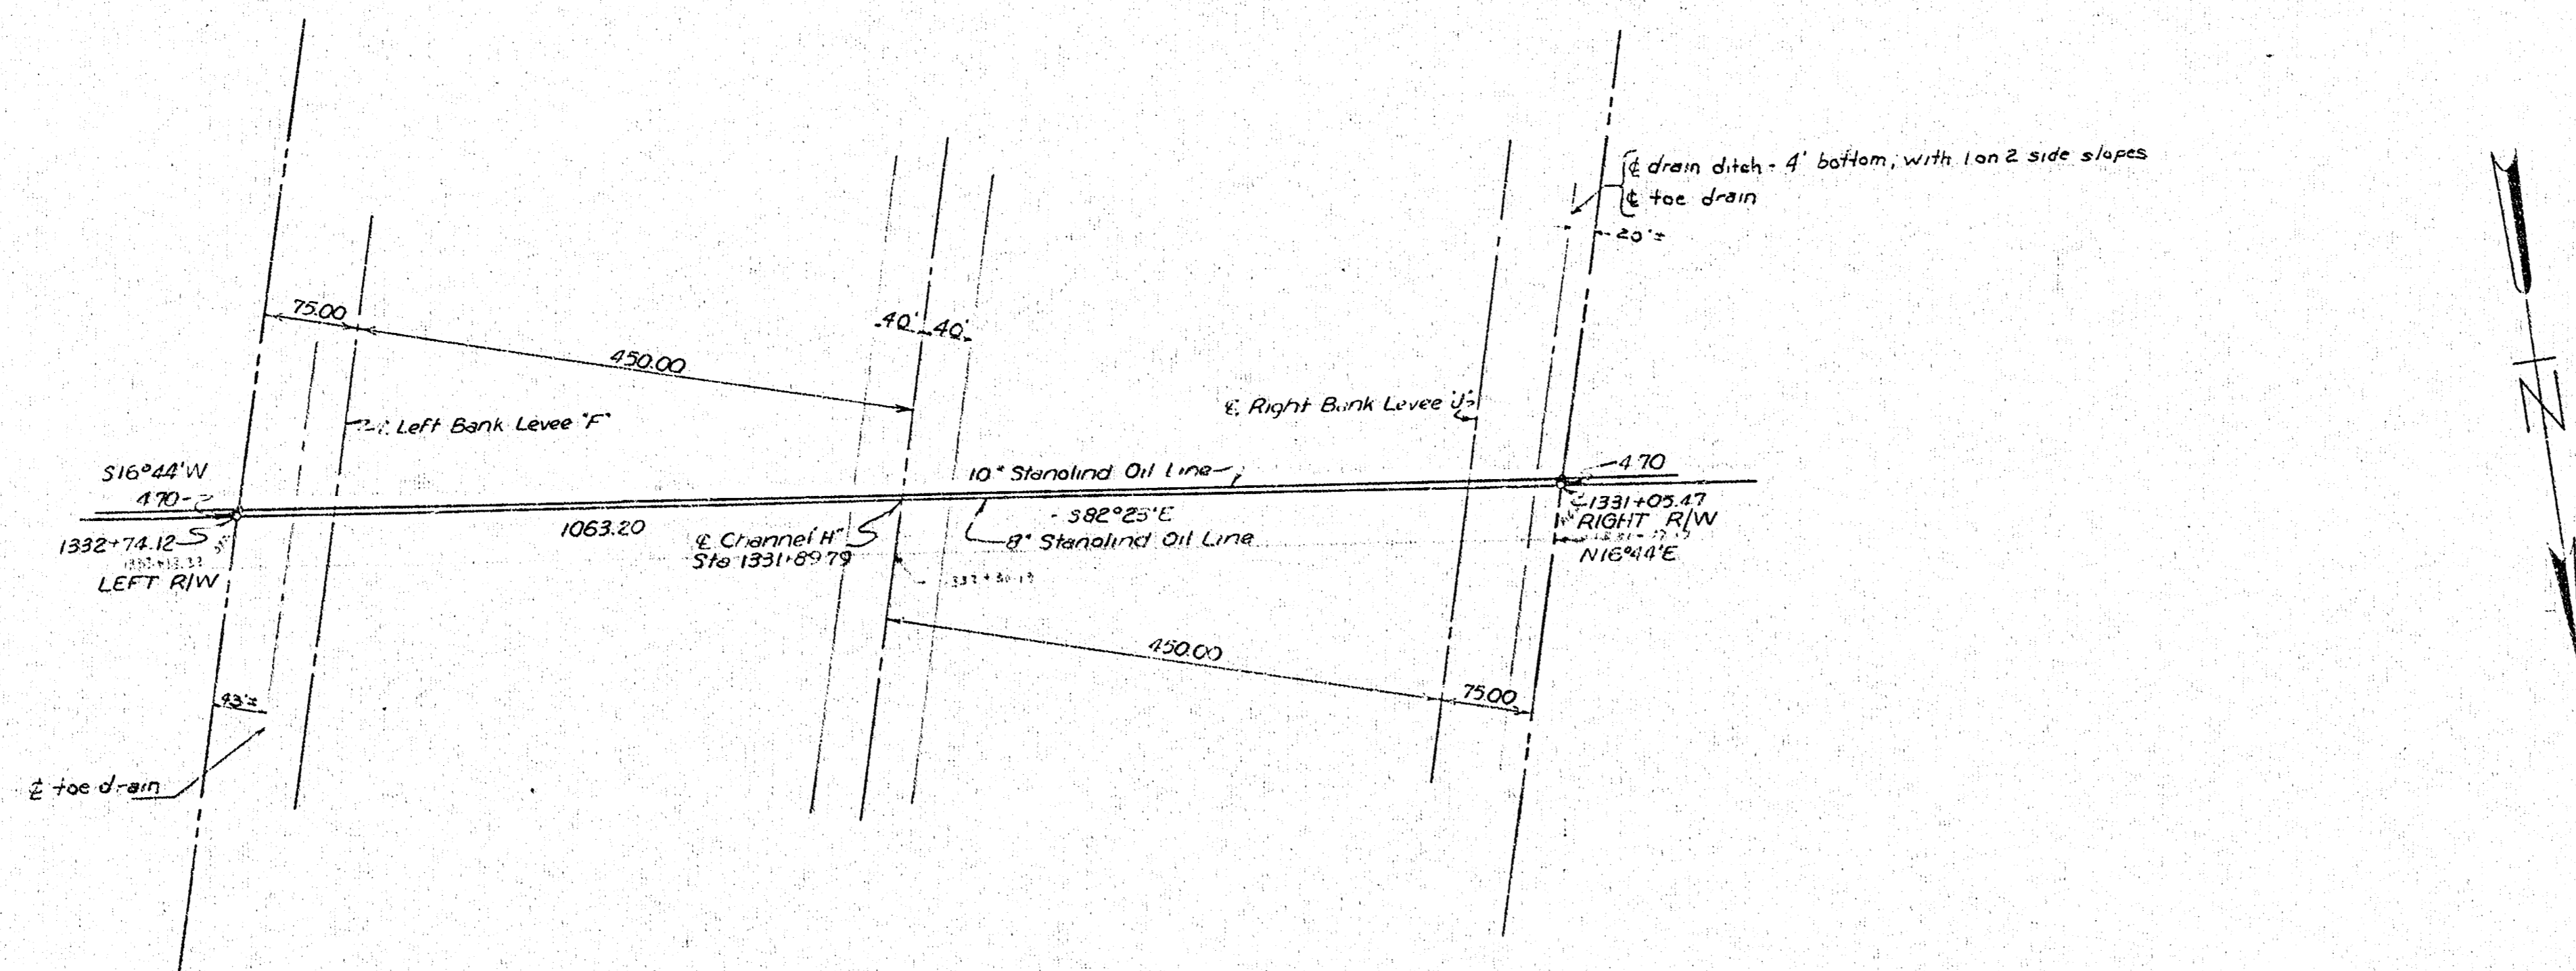 ℄ drain ditch - 4' bottom, with 1 on 2 side slopes
℄ toe drain
20'±
75.00
450.00
40' 40'
℄ Right Bank Levee "J"
℄ Left Bank Levee "F"
S16°44'W
4.70
10" Stanolind Oil Line
4.70
1063.20
S82°23'E
8" Stanolind Oil Line
℄ Channel "H"
Sta 1331+89.79
1332+74.12
LEFT R/W
1331+05.47
RIGHT R/W
N16°44'E
450.00
75.00
43'±
℄ toe drain
N